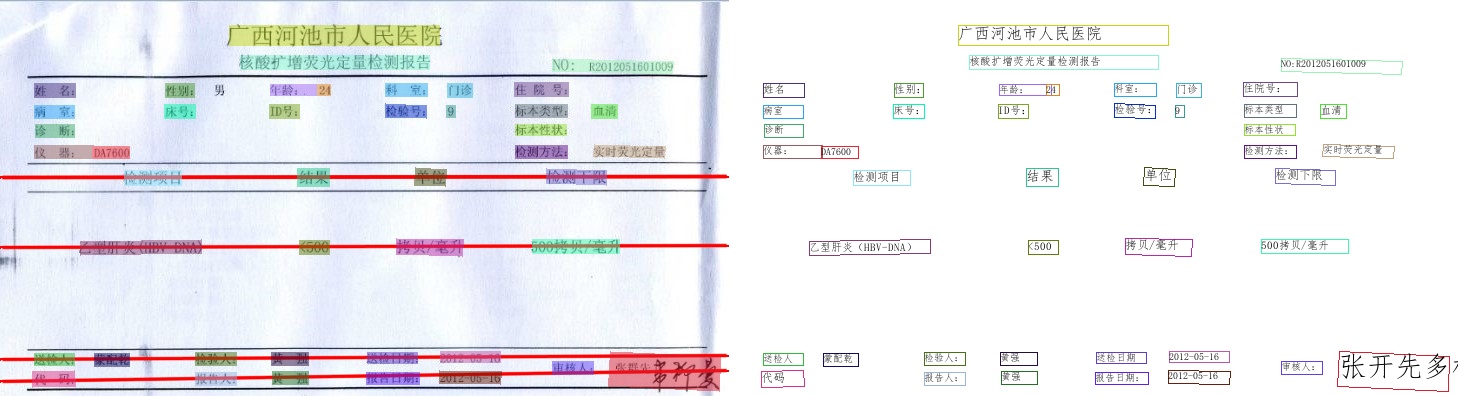 广西河池市人民医院
核酸扩增荧光定量检测报告
NO: R2012051601009
姓 名: 性别: 男 年龄: 24 科 室: 门诊 住 院 号:
病 室: 床号: ID号: 检验号: 9 标本类型: 血清
诊 断: 标本性状:
仪 器: DA7600 检测方法: 实时荧光定量
检测项目 结果 单位 检测下限
乙型肝炎(HBV-DNA) <500 拷贝/毫升 500拷贝/毫升
送检人: 蒙配乾 检验人: 黄 强 送检日期: 2012-05-16 审核人:
代 码: 报告人: 黄 强 报告日期: 2012-05-16
广西河池市人民医院
核酸扩增荧光定量检测报告
NO:R2012051601009
姓名 性别: 年龄: 24 科室: 门诊 住院号:
病室 床号: ID号: 检验号: 9 标本类型 血清
诊断 标本性状
仪器: DA7600 检测方法: 实时荧光定量
检测项目 结果 单位 检测下限
乙型肝炎(HBV-DNA) <500 拷贝/毫升 500拷贝/毫升
送检人 蒙配乾 检验人: 黄强 送检日期 2012-05-16 审核人: 张开先多
代码 报告人: 黄强 报告日期: 2012-05-16